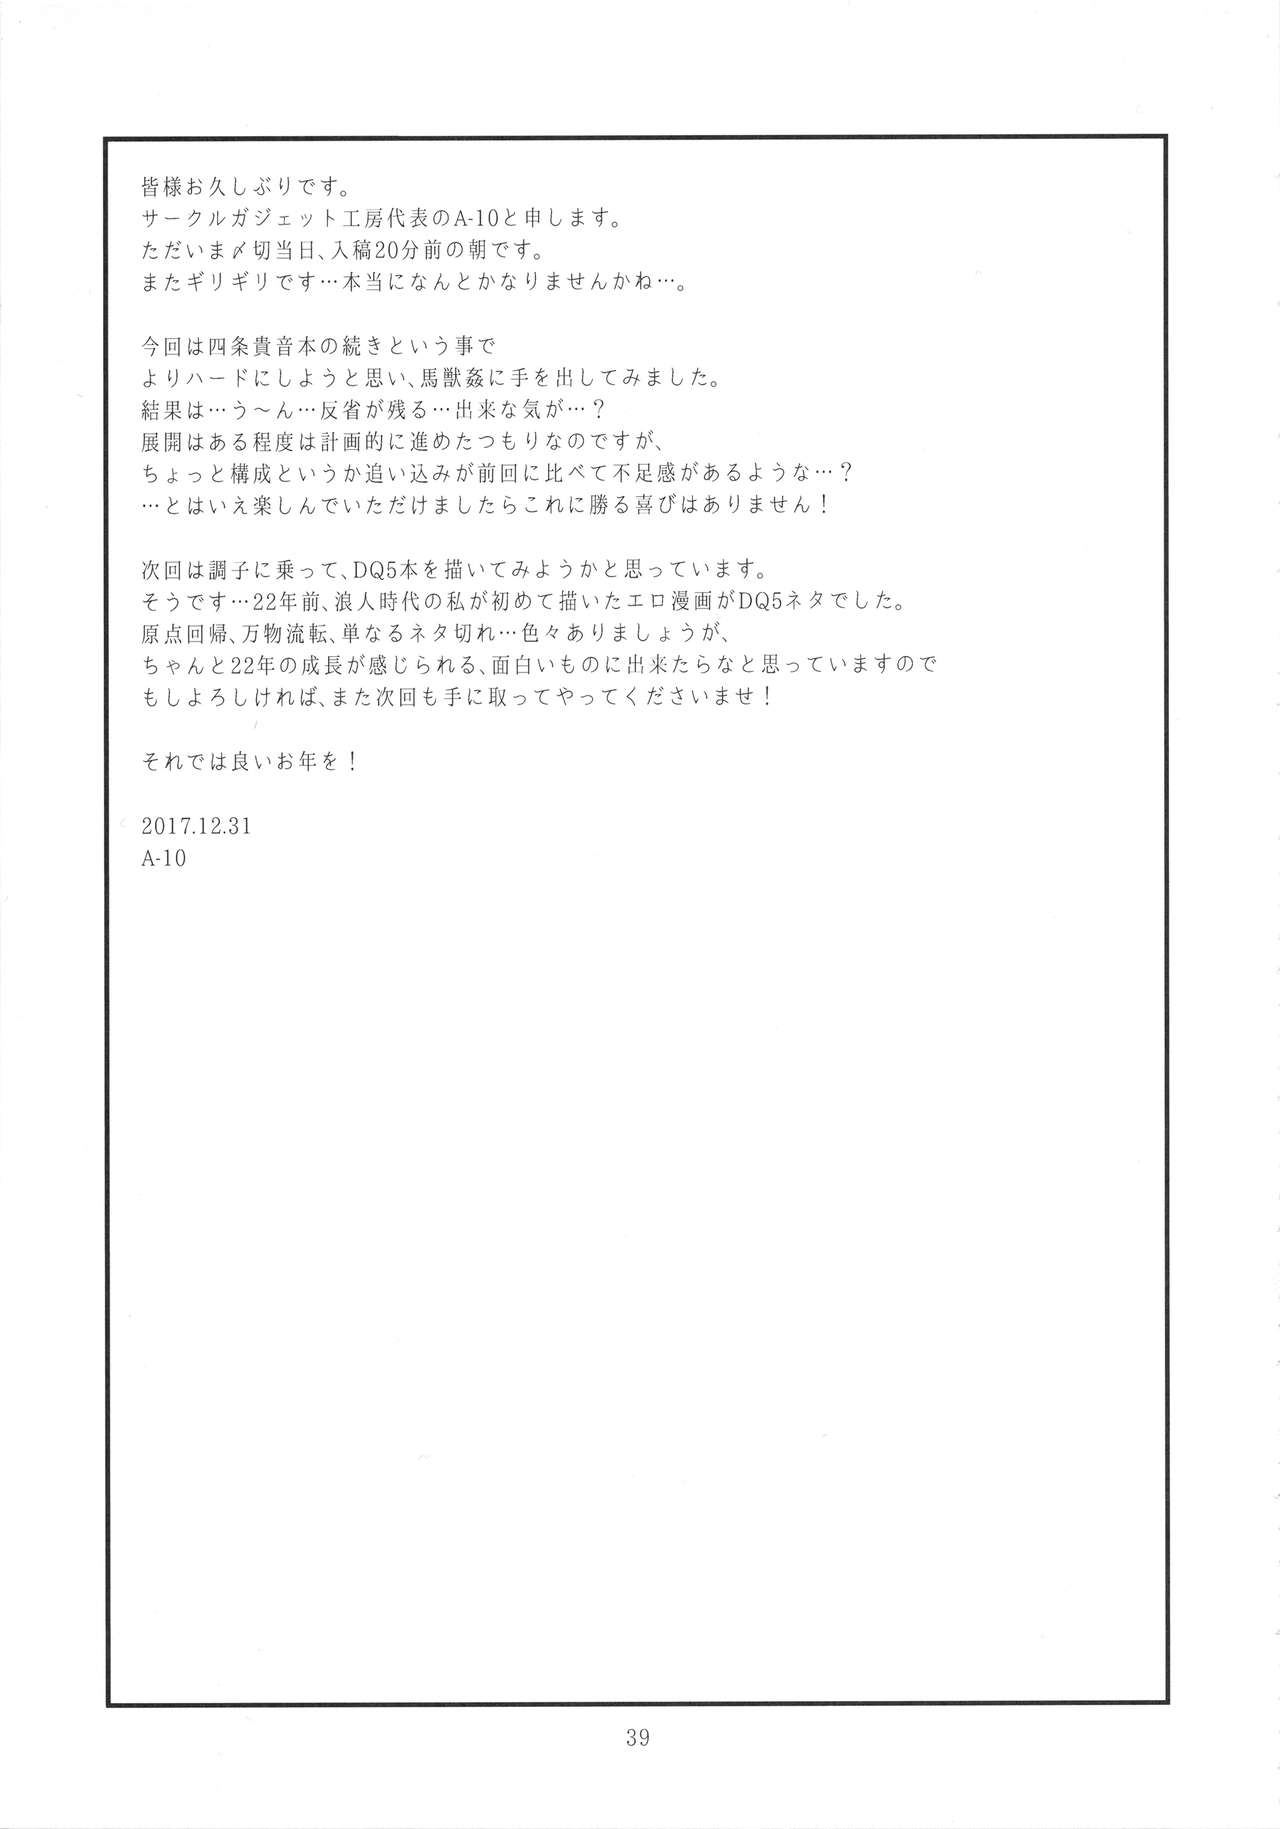 皆様お久しぶりです。
サークルガジェット工房代表のA-10と申します。
ただいま〆切当日、入稿20分前の朝です。
またギリギリです…本当になんとかなりませんかね…。
今回は四条貴音本の続きという事で
よりハードにしようと思い、馬獣姦に手を出してみました。
結果は…う～ん…反省が残る…出来な気が…？
展開はある程度は計画的に進めたつもりなのですが、
ちょっと構成というか追い込みが前回に比べて不足感があるような…？
…とはいえ楽しんでいただけましたらこれに勝る喜びはありません！
次回は調子に乗って、DQ5本を描いてみようかと思っています。
そうです…22年前、浪人時代の私が初めて描いたエロ漫画がDQ5ネタでした。
原点回帰、万物流転、単なるネタ切れ…色々ありましょうが、
ちゃんと22年の成長が感じられる、面白いものに出来たらなと思っていますので
もしよろしければ、また次回も手に取ってやってくださいませ！
それでは良いお年を！
2017.12.31
A-10
39